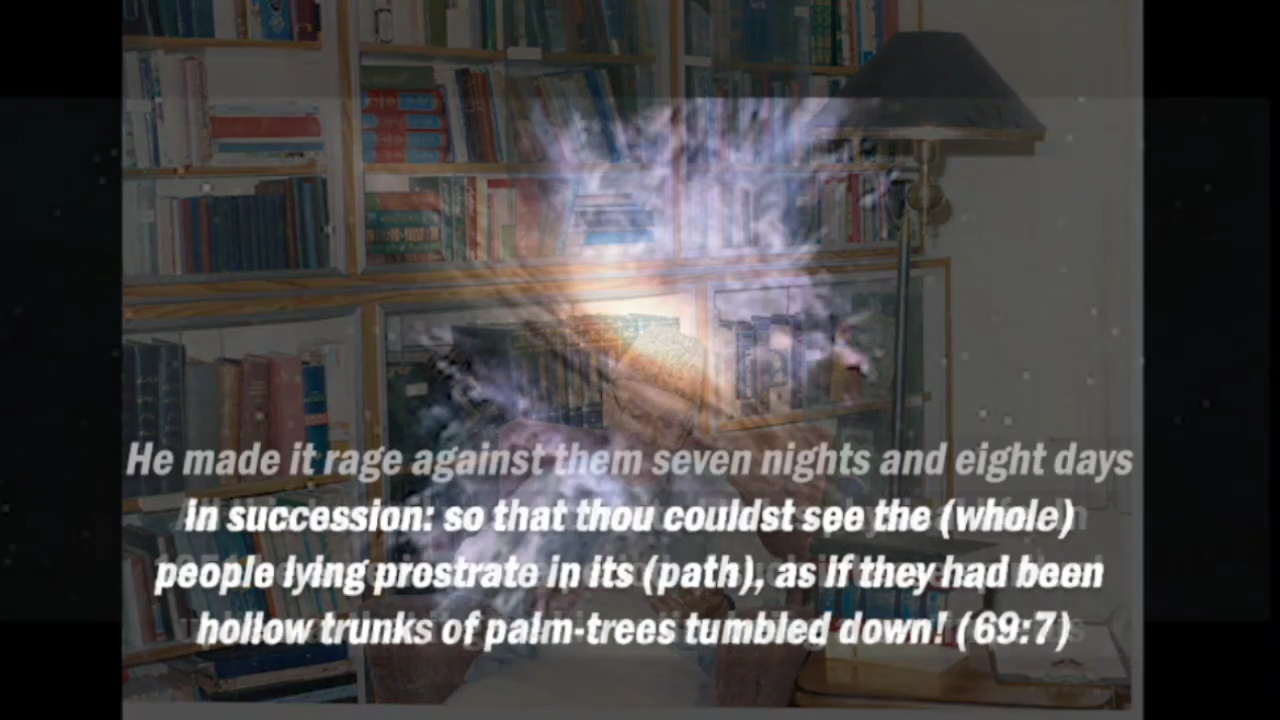 He made it rage against them seven nights and eight days
in succession: so that thou couldst see the (whole)
people lying prostrate in its (path), as if they had been
hollow trunks of palm-trees tumbled down! (69:7)